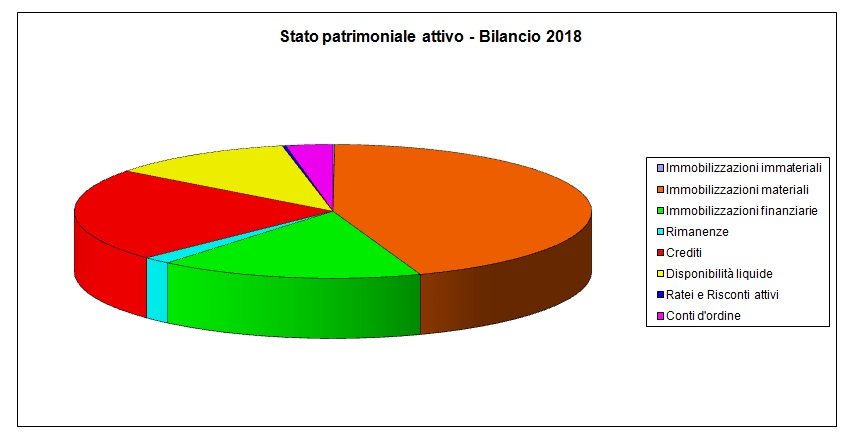 Stato patrimoniale attivo - Bilancio 2018
Immobilizzazioni immateriali
Immobilizzazioni materiali
Immobilizzazioni finanziarie
Rimanenze
Crediti
Disponibilità liquide
Ratei e Risconti attivi
Conti d'ordine